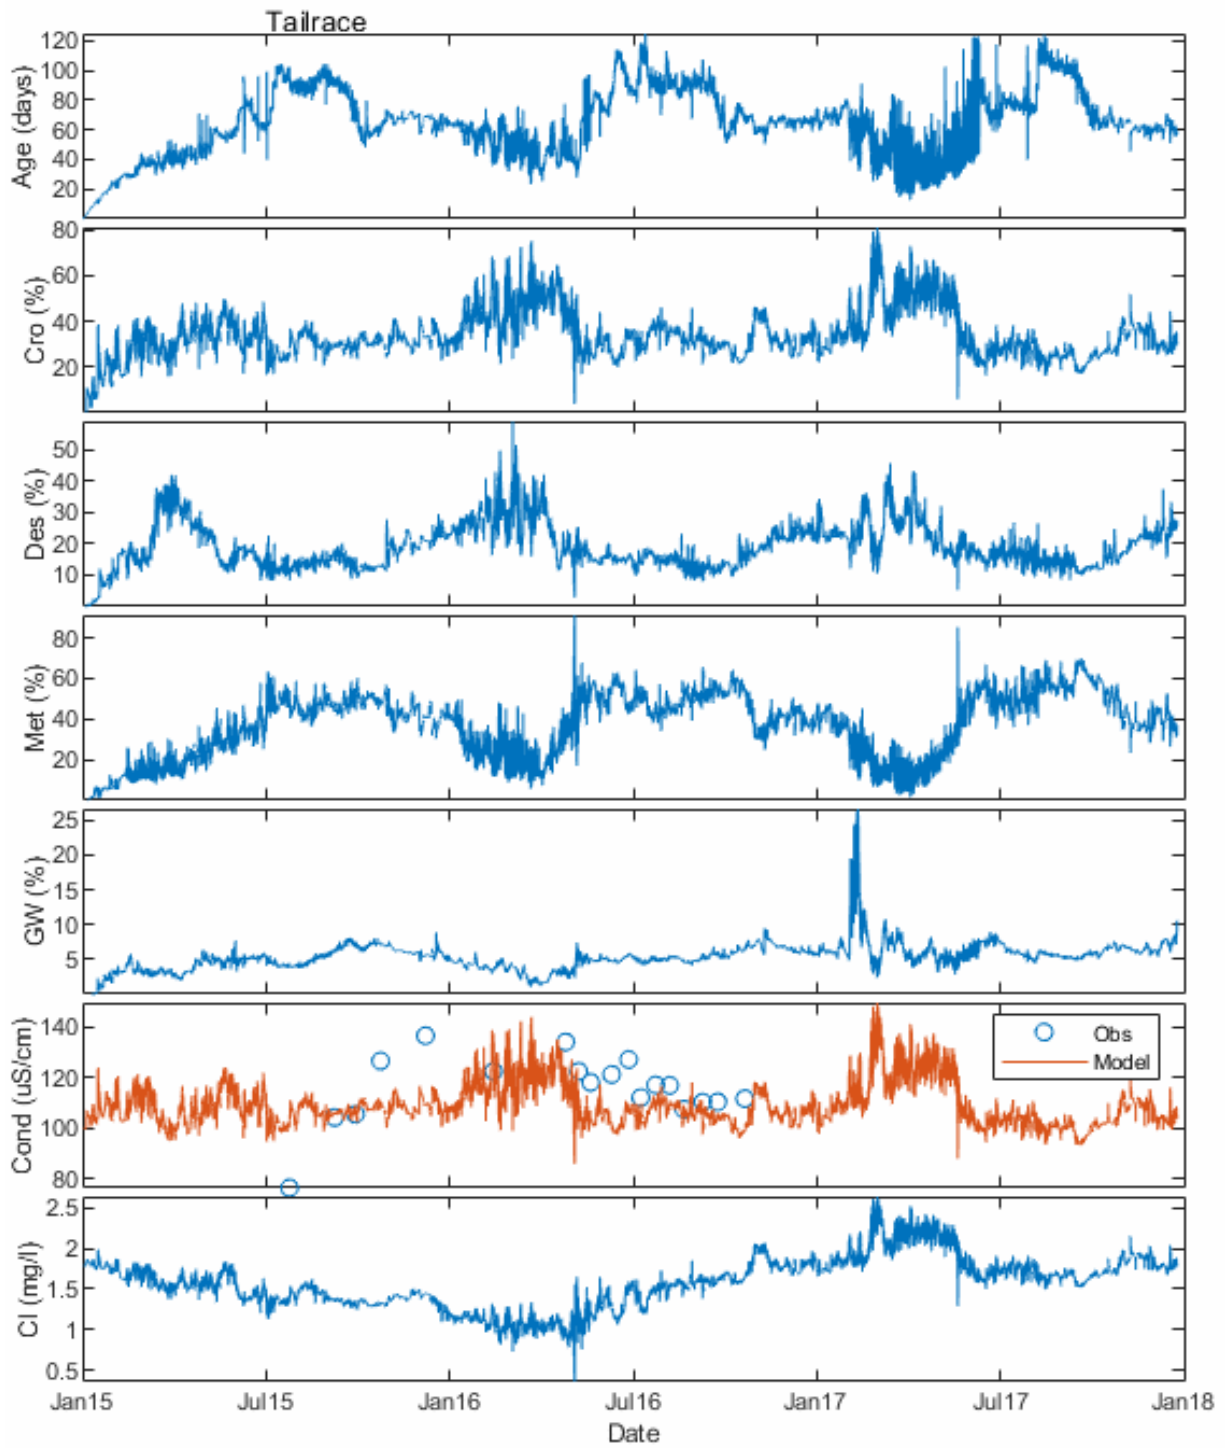 Tailrace
Age (days)
120
100
80
60
40
20
Cro (%)
80
60
40
20
Des (%)
50
40
30
20
10
Met (%)
80
60
40
20
GW (%)
25
20
15
10
5
Cond (uS/cm)
140
120
100
80
Obs
Model
Cl (mg/l)
2.5
2
1.5
1
0.5
Jan15 Jul15 Jan16 Jul16 Jan17 Jul17 Jan18
Date